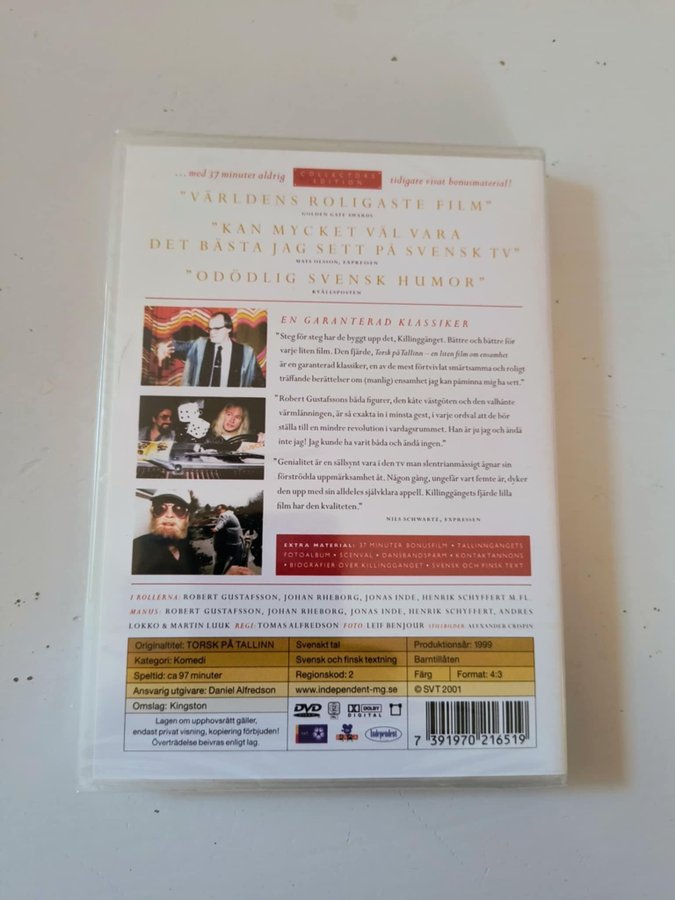 ...med 37 minuter aldrig COLLECTORS EDITION tidigare visat bonusmaterial!
"VÄRLDENS ROLIGASTE FILM"
GOLDEN GATE AWARDS
"KAN MYCKET VÄL VARA
DET BÄSTA JAG SETT PÅ SVENSK TV"
MATS OLSSON, EXPRESSEN
"ODÖDLIG SVENSK HUMOR"
KVÄLLSPOSTEN
EN GARANTERAD KLASSIKER
"Steg för steg har de byggt upp det, Killinggänget. Bättre och bättre för
varje liten film. Den fjärde, Torsk på Tallinn – en liten film om ensamhet
är en garanterad klassiker, en av de mest förtvivlat smärtsamma och roligt
träffande berättelser om (manlig) ensamhet jag kan påminna mig ha sett."
"Robert Gustafssons båda figurer, den kåte västgöten och den valhänte
värmlänningen, är så exakta in i minsta gest, i varje ordval att de bör
ställa till en mindre revolution i vardagsrummet. Han är ju jag och ändå
inte jag! Jag kunde ha varit båda och ändå ingen."
"Genialitet är en sällsynt vara i den TV man slentrianmässigt ägnar sin
förströdda uppmärksamhet åt. Någon gång, ungefär vart femte år, dyker
den upp med sin alldeles självklara appell. Killinggängets fjärde lilla
film har den kvaliteten."
NILS SCHWARTZ, EXPRESSEN
EXTRA MATERIAL: 37 MINUTER BONUSFILM • TALLINNGÄNGETS
FOTOALBUM • SCENVAL • DANSBANDSPARM • KONTAKTANNONS
• BIOGRAFIER ÖVER KILLINGGÄNGET • SVENSK OCH FINSK TEXT
I ROLLERNA: ROBERT GUSTAFSSON, JOHAN RHEBORG, JONAS INDE, HENRIK SCHYFFERT M.FL.
MANUS: ROBERT GUSTAFSSON, JOHAN RHEBORG, JONAS INDE, HENRIK SCHYFFERT, ANDRES
LOKKO & MARTIN LUUK REGI: TOMAS ALFREDSON FOTO: LEIF BENJOUR STILLBILDER: ALEXANDER CRISPIN
Originaltitel: TORSK PÅ TALLINN Svenskt tal Produktionsår: 1999
Kategori: Komedi Svensk och finsk textning Barntillåten
Speltid: ca 97 minuter Regionskod: 2 Färg Format: 4:3
Ansvarig utgivare: Daniel Alfredson www.independent-mg.se © SVT 2001
Omslag: Kingston
Lagen om upphovsrätt gäller,
endast privat visning, kopiering förbjuden!
Överträdelse beivras enligt lag.
DVD VIDEO DOLBY DIGITAL
Independent
7 391970 216519